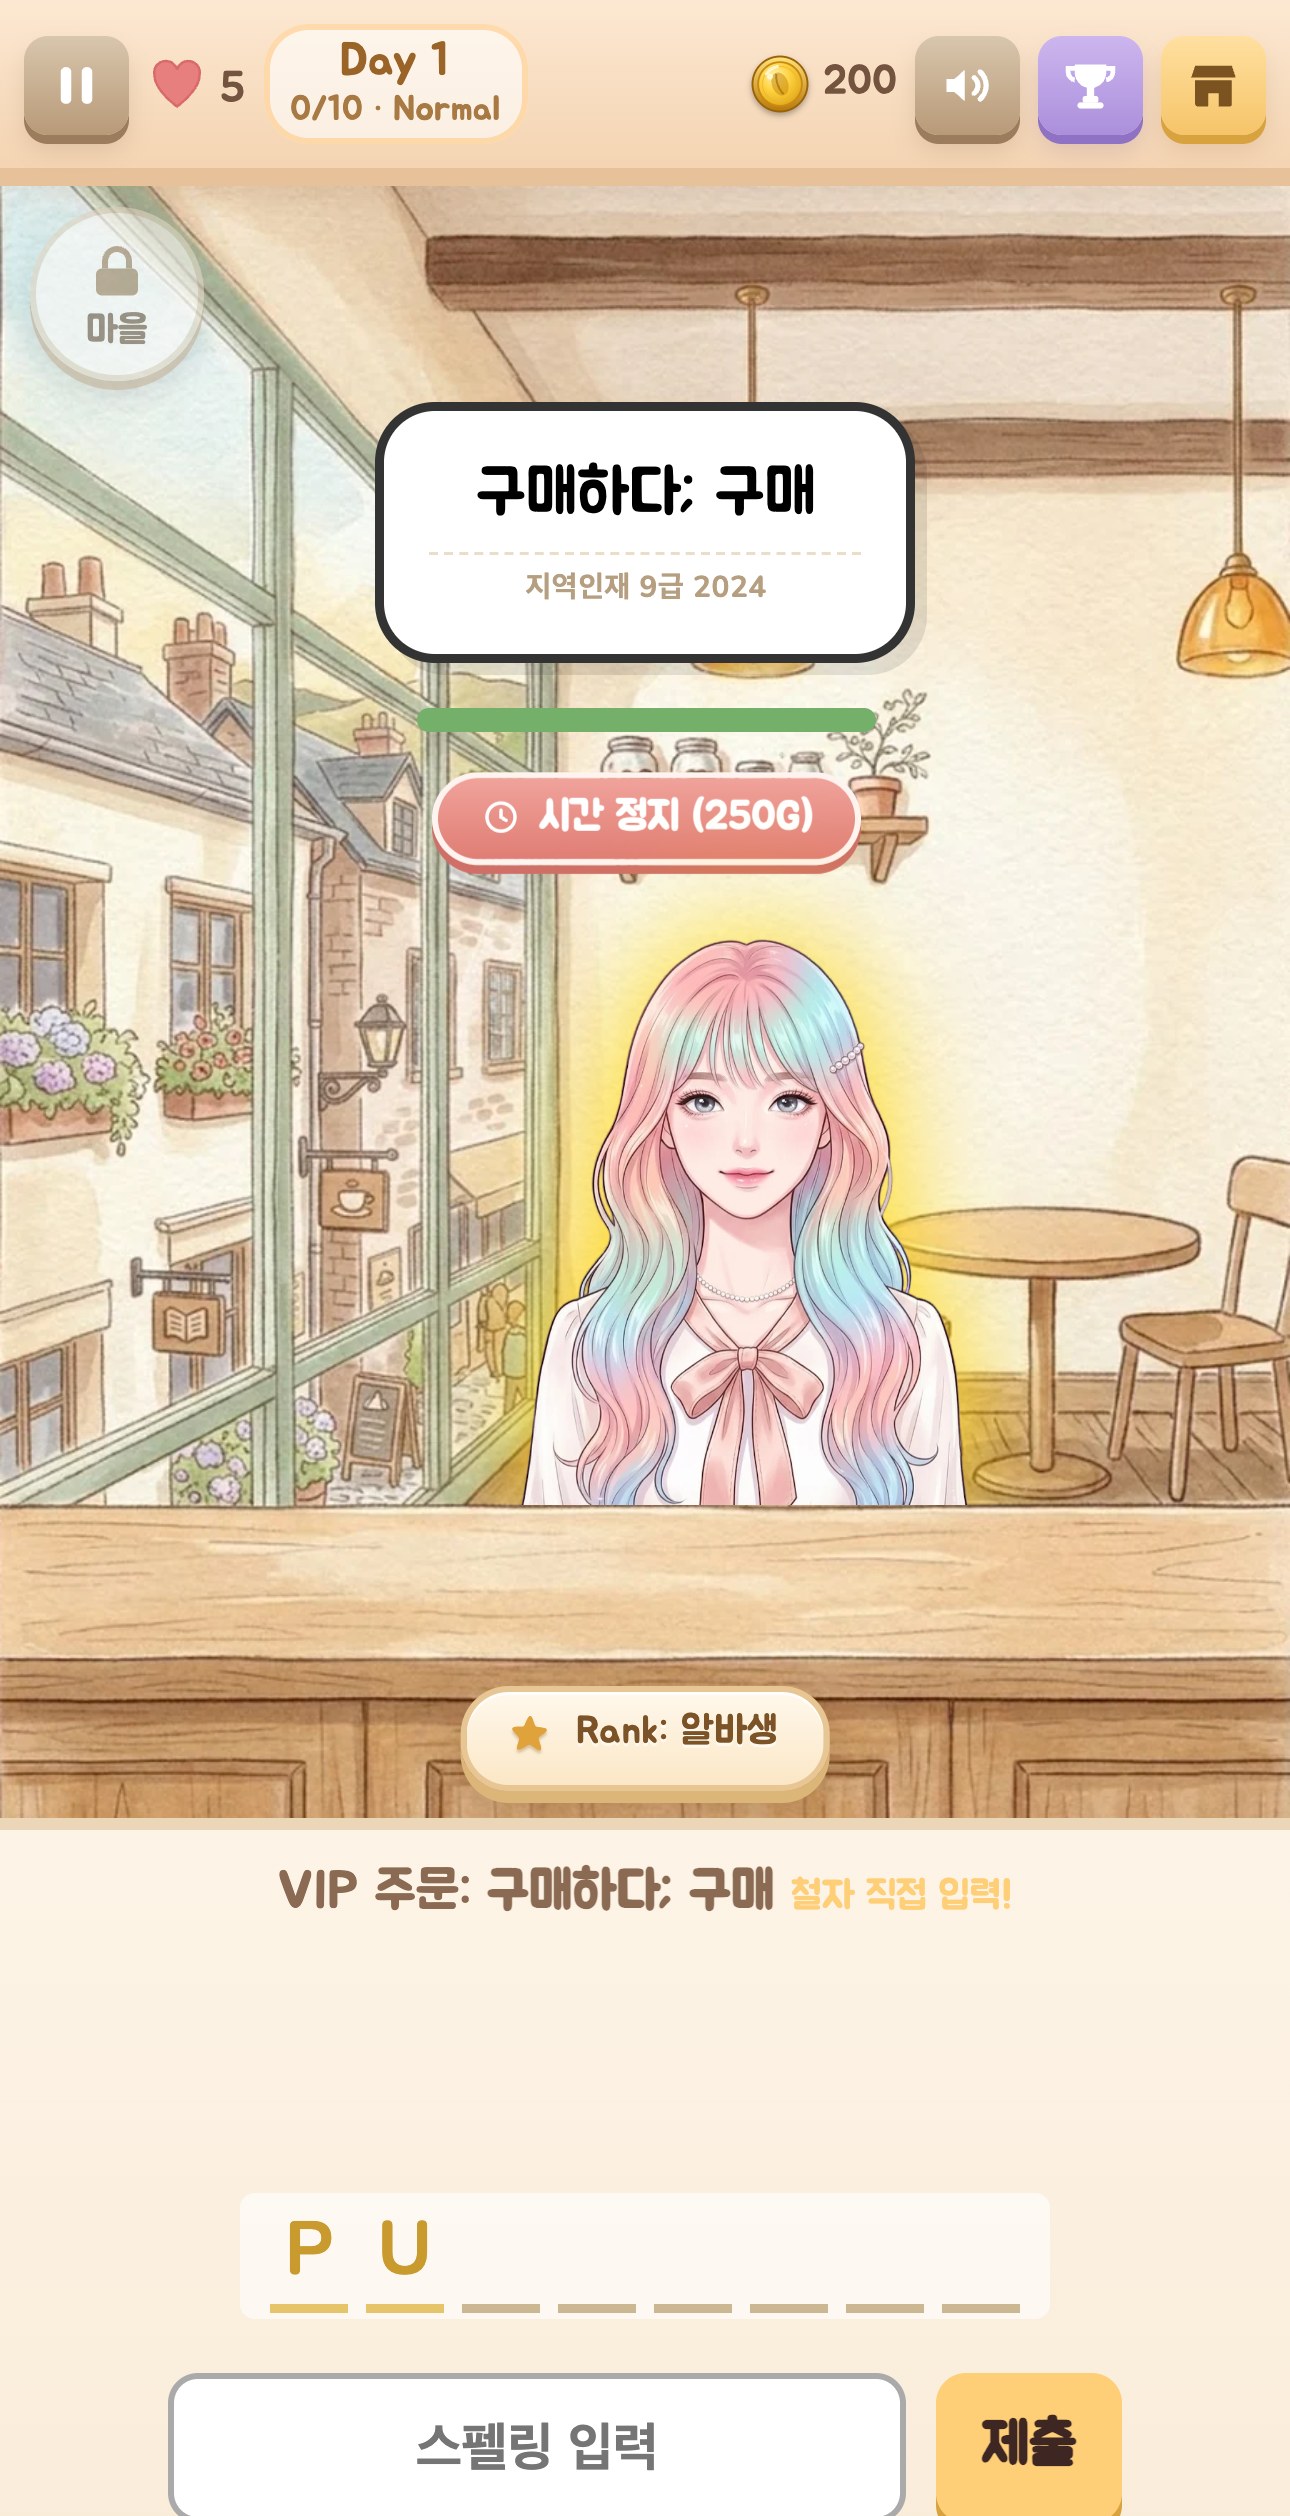 5
Day 1
0/10 · Normal
200
마을
구매하다; 구매
지역인재 9급 2024
시간 정지 (250G)
Rank: 알바생
VIP 주문: 구매하다; 구매 철자 직접 입력!
P U
스펠링 입력
제출